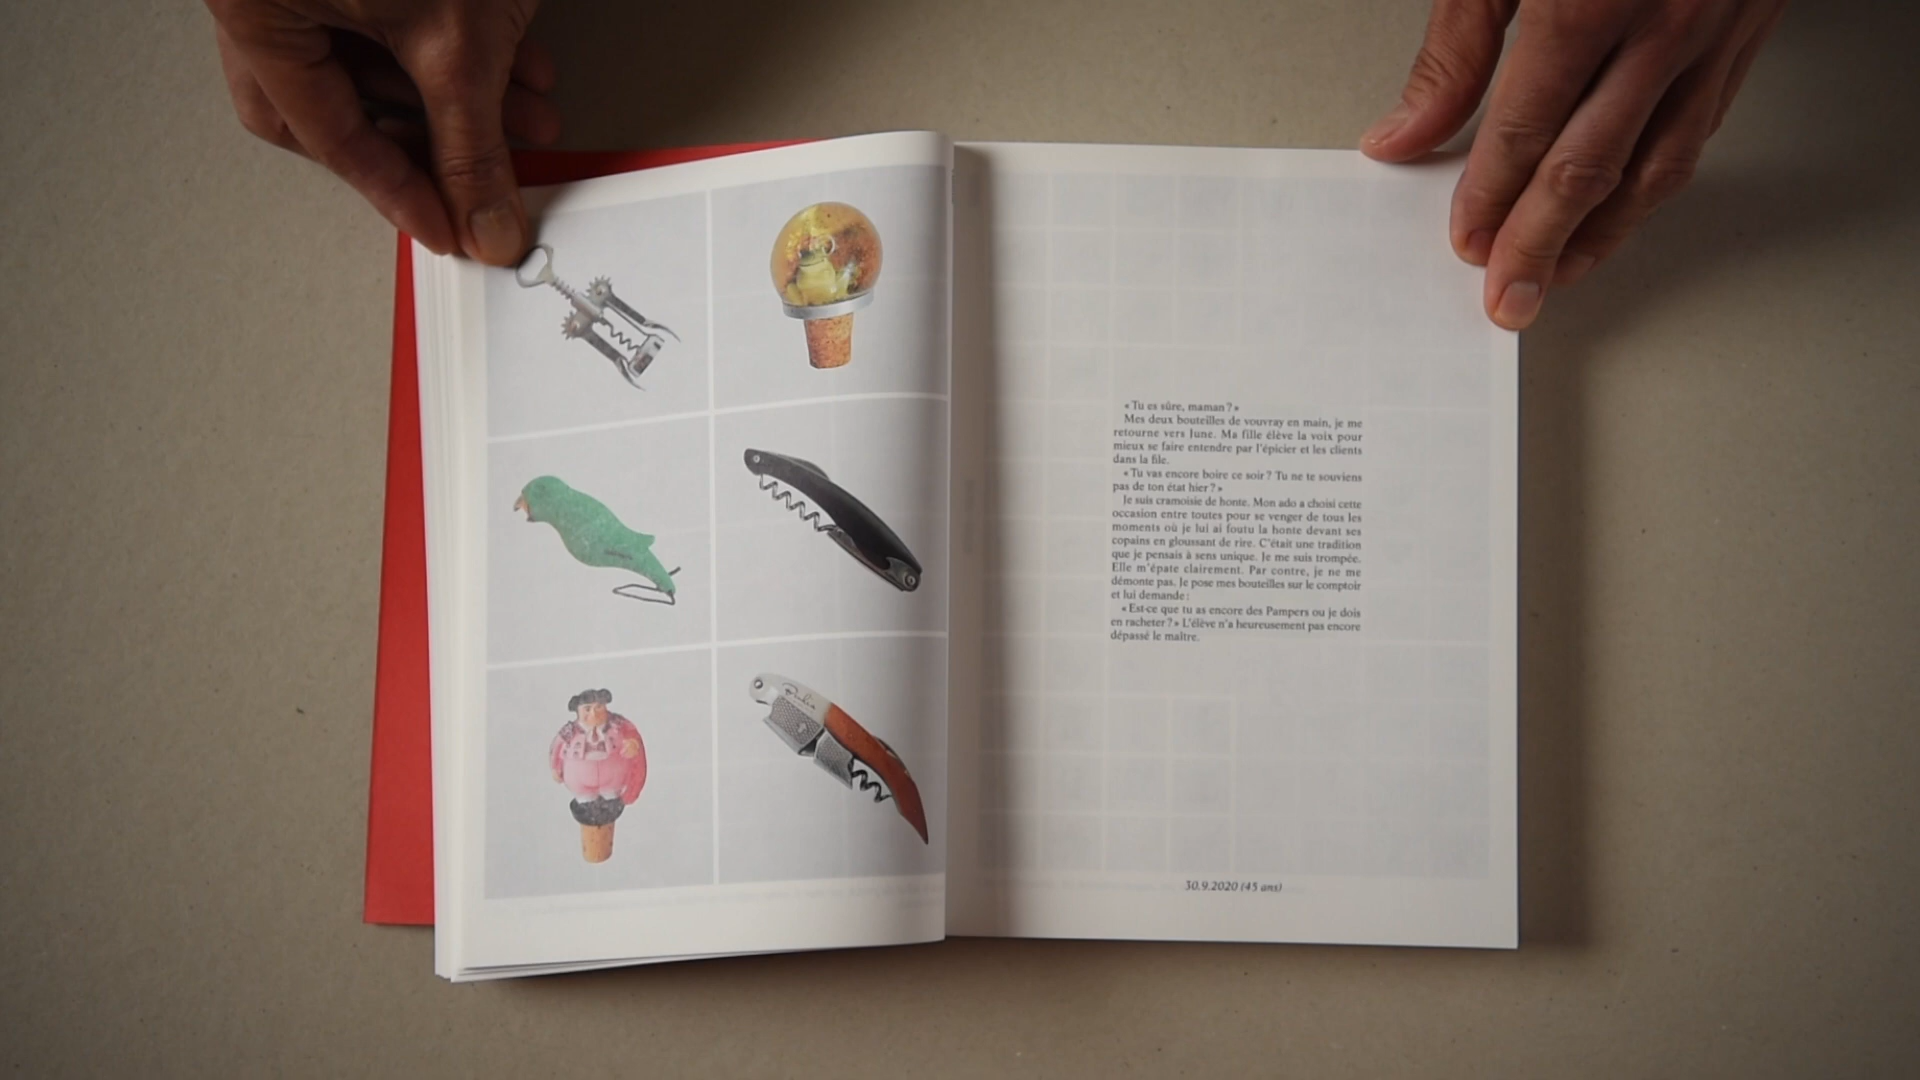 « Tu es sûre, maman ? »
Mes deux bouteilles de vouvray en main, je me
retourne vers June. Ma fille élève la voix pour
mieux se faire entendre par l'épicier et les clients
dans la file.
« Tu vas encore boire ce soir ? Tu ne te souviens
pas de ton état hier ? »
Je suis cramoisie de honte. Mon ado a choisi cette
occasion entre toutes pour se venger de tous les
moments où je lui ai foutu la honte devant ses
copains en gloussant de rire. C'était une tradition
que je pensais à sens unique. Je me suis trompée.
Elle m'épate clairement. Par contre, je ne me
démonte pas. Je pose mes bouteilles sur le comptoir
et lui demande :
« Est-ce que tu as encore des Pampers ou je dois
en racheter ? » L'élève n'a heureusement pas encore
dépassé le maître.
30.9.2020 (45 ans)